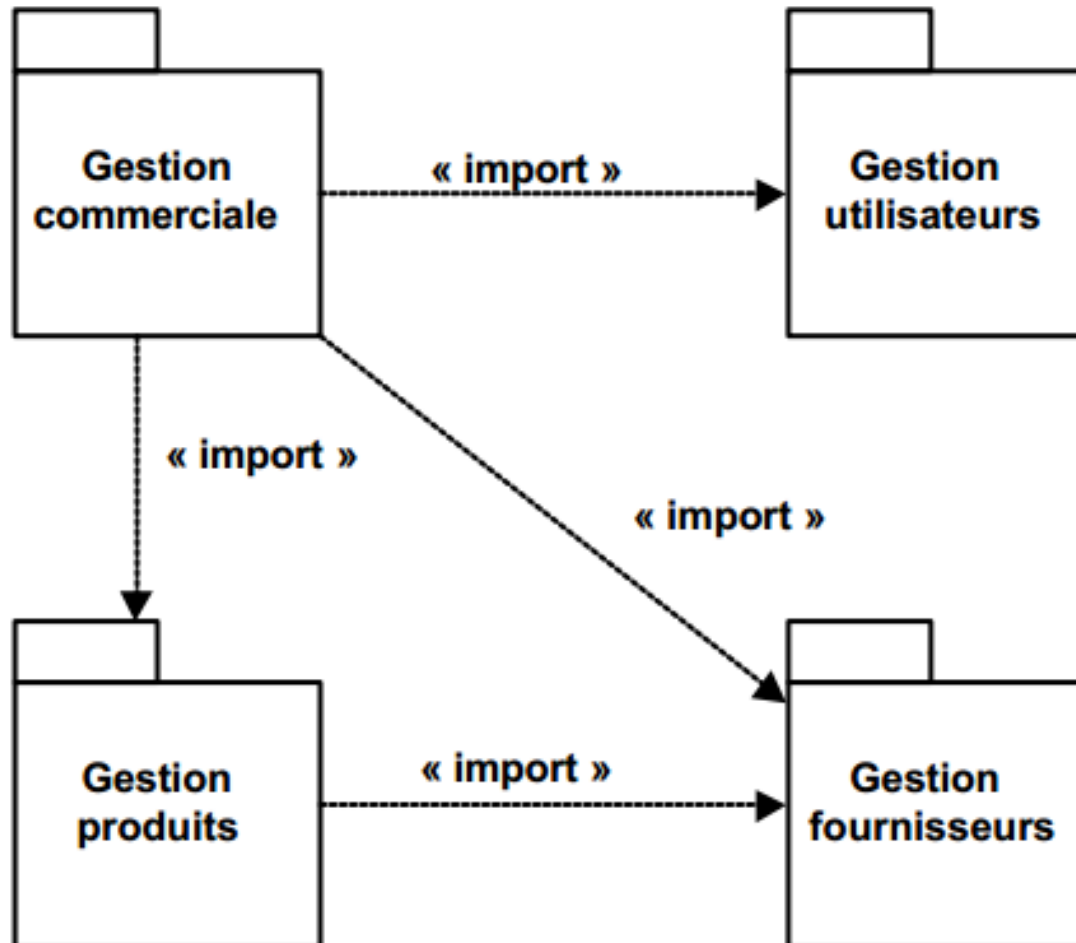 Gestion
commerciale
« import »
Gestion
utilisateurs
« import »
« import »
Gestion
produits
« import »
Gestion
fournisseurs